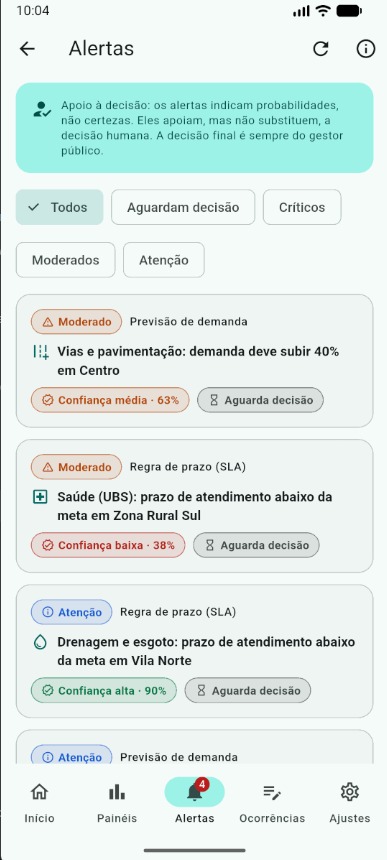 10:04
Alertas
Apoio à decisão: os alertas indicam probabilidades,
não certezas. Eles apoiam, mas não substituem, a
decisão humana. A decisão final é sempre do gestor
público.
Todos
Aguardam decisão
Críticos
Moderados
Atenção
Moderado
Previsão de demanda
Vias e pavimentação: demanda deve subir 40%
em Centro
Confiança média · 63%
Aguarda decisão
Moderado
Regra de prazo (SLA)
Saúde (UBS): prazo de atendimento abaixo da
meta em Zona Rural Sul
Confiança baixa · 38%
Aguarda decisão
Atenção
Regra de prazo (SLA)
Drenagem e esgoto: prazo de atendimento abaixo
da meta em Vila Norte
Confiança alta · 90%
Aguarda decisão
Atenção
Previsão de demanda
4
Início
Painéis
Alertas
Ocorrências
Ajustes